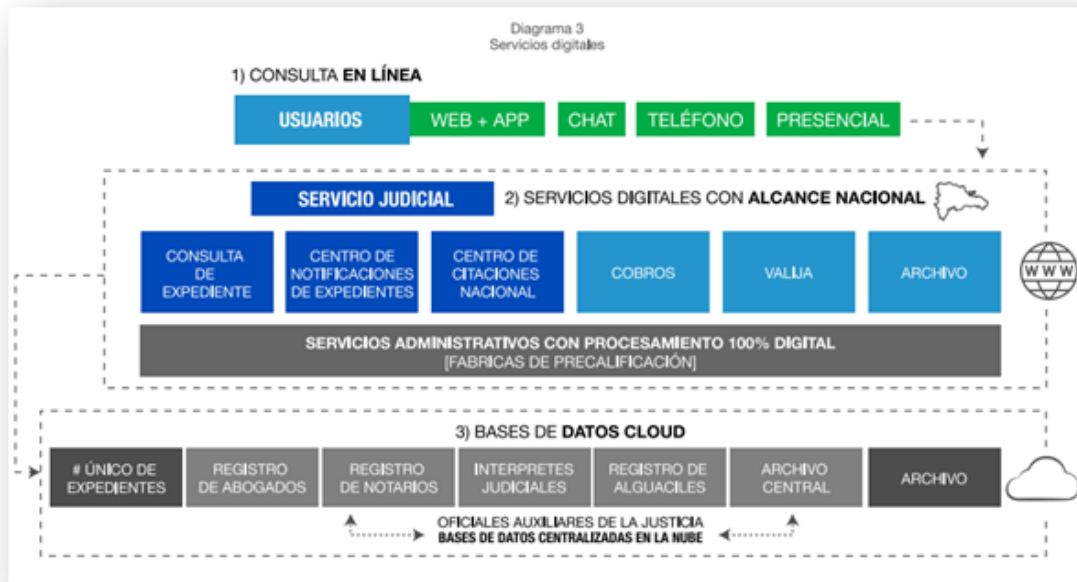 Diagrama 3
Servicios digitales
1) CONSULTA EN LÍNEA
USUARIOS
WEB + APP
CHAT
TELÉFONO
PRESENCIAL
SERVICIO JUDICIAL
2) SERVICIOS DIGITALES CON ALCANCE NACIONAL
CONSULTA
DE
EXPEDIENTE
CENTRO DE
NOTIFICACIONES
DE EXPEDIENTES
CENTRO DE
CITACIONES
NACIONAL
COBROS
VALIJA
ARCHIVO
WWW
SERVICIOS ADMINISTRATIVOS CON PROCESAMIENTO 100% DIGITAL
[FABRICAS DE PRECALIFICACIÓN]
3) BASES DE DATOS CLOUD
# ÚNICO DE
EXPEDIENTES
REGISTRO
DE ABOGADOS
REGISTRO
DE NOTARIOS
INTERPRETES
JUDICIALES
REGISTRO DE
ALGUACILES
ARCHIVO
CENTRAL
ARCHIVO
OFICIALES AUXILIARES DE LA JUSTICIA
BASES DE DATOS CENTRALIZADAS EN LA NUBE